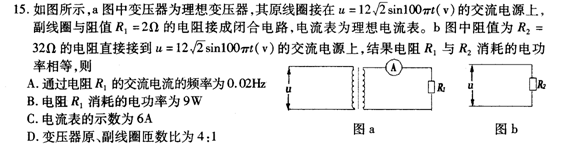 15. 如图所示,a 图中变压器为理想变压器,其原线圈接在 u = 12√2sin100πt(v) 的交流电源上,
副线圈与阻值 R₁ = 2Ω 的电阻接成闭合电路,电流表为理想电流表。b 图中阻值为 R₂ =
32Ω 的电阻直接接到 u = 12√2sin100πt(v) 的交流电源上,结果电阻 R₁ 与 R₂ 消耗的电功
率相等,则
A. 通过电阻 R₁ 的交流电流的频率为 0.02Hz
B. 电阻 R₁ 消耗的电功率为 9W
C. 电流表的示数为 6A
D. 变压器原、副线圈匝数比为 4:1
u
A
R₁
图 a
u
R₂
图 b